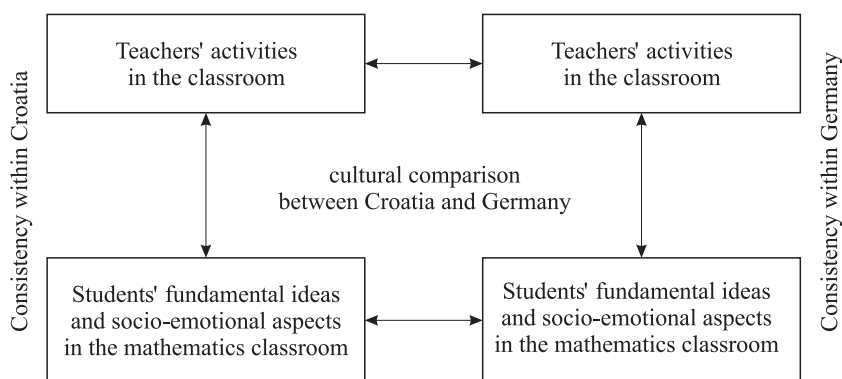 Teachers' activities
in the classroom
Teachers' activities
in the classroom
Consistency within Croatia
cultural comparison
between Croatia and Germany
Consistency within Germany
Students' fundamental ideas
and socio-emotional aspects
in the mathematics classroom
Students' fundamental ideas
and socio-emotional aspects
in the mathematics classroom